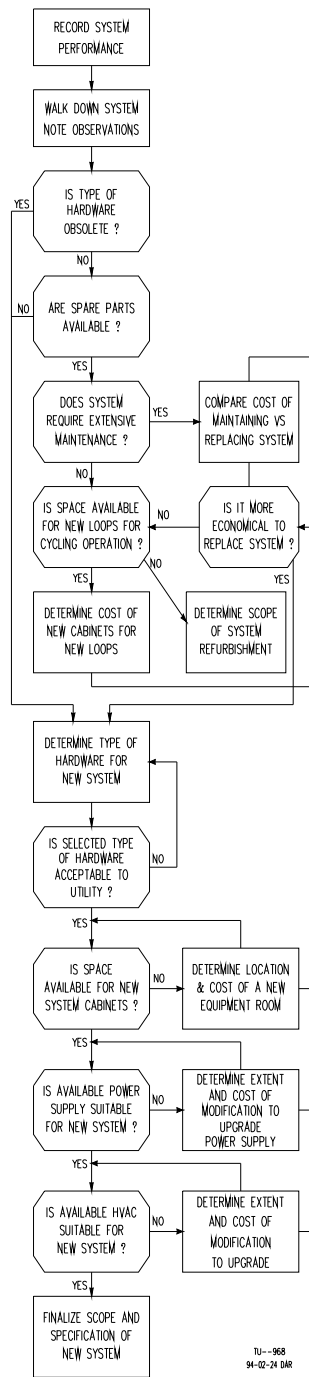 RECORD SYSTEM
PERFORMANCE
WALK DOWN SYSTEM
NOTE OBSERVATIONS
IS TYPE OF
HARDWARE
OBSOLETE ?
YES
NO
ARE SPARE PARTS
AVAILABLE ?
NO
YES
DOES SYSTEM
REQUIRE EXTENSIVE
MAINTENANCE ?
YES
NO
COMPARE COST OF
MAINTAINING VS
REPLACING SYSTEM
IS SPACE AVAILABLE
FOR NEW LOOPS FOR
CYCLING OPERATION ?
NO
IS IT MORE
ECONOMICAL TO
REPLACE SYSTEM ?
YES
NO
YES
DETERMINE COST OF
NEW CABINETS FOR
NEW LOOPS
DETERMINE SCOPE
OF SYSTEM
REFURBISHMENT
DETERMINE TYPE OF
HARDWARE FOR
NEW SYSTEM
IS SELECTED TYPE
OF HARDWARE
ACCEPTABLE TO
UTILITY ?
NO
YES
IS SPACE
AVAILABLE FOR NEW
SYSTEM CABINETS ?
NO
DETERMINE LOCATION
& COST OF A NEW
EQUIPMENT ROOM
YES
IS AVAILABLE POWER
SUPPLY SUITABLE
FOR NEW SYSTEM ?
NO
DETERMINE EXTENT
AND COST OF
MODIFICATION TO
UPGRADE
POWER SUPPLY
YES
IS AVAILABLE HVAC
SUITABLE FOR
NEW SYSTEM ?
NO
DETERMINE EXTENT
AND COST OF
MODIFICATION
TO UPGRADE
YES
FINALIZE SCOPE AND
SPECIFICATION OF
NEW SYSTEM
TU--968
94-02-24 DAR